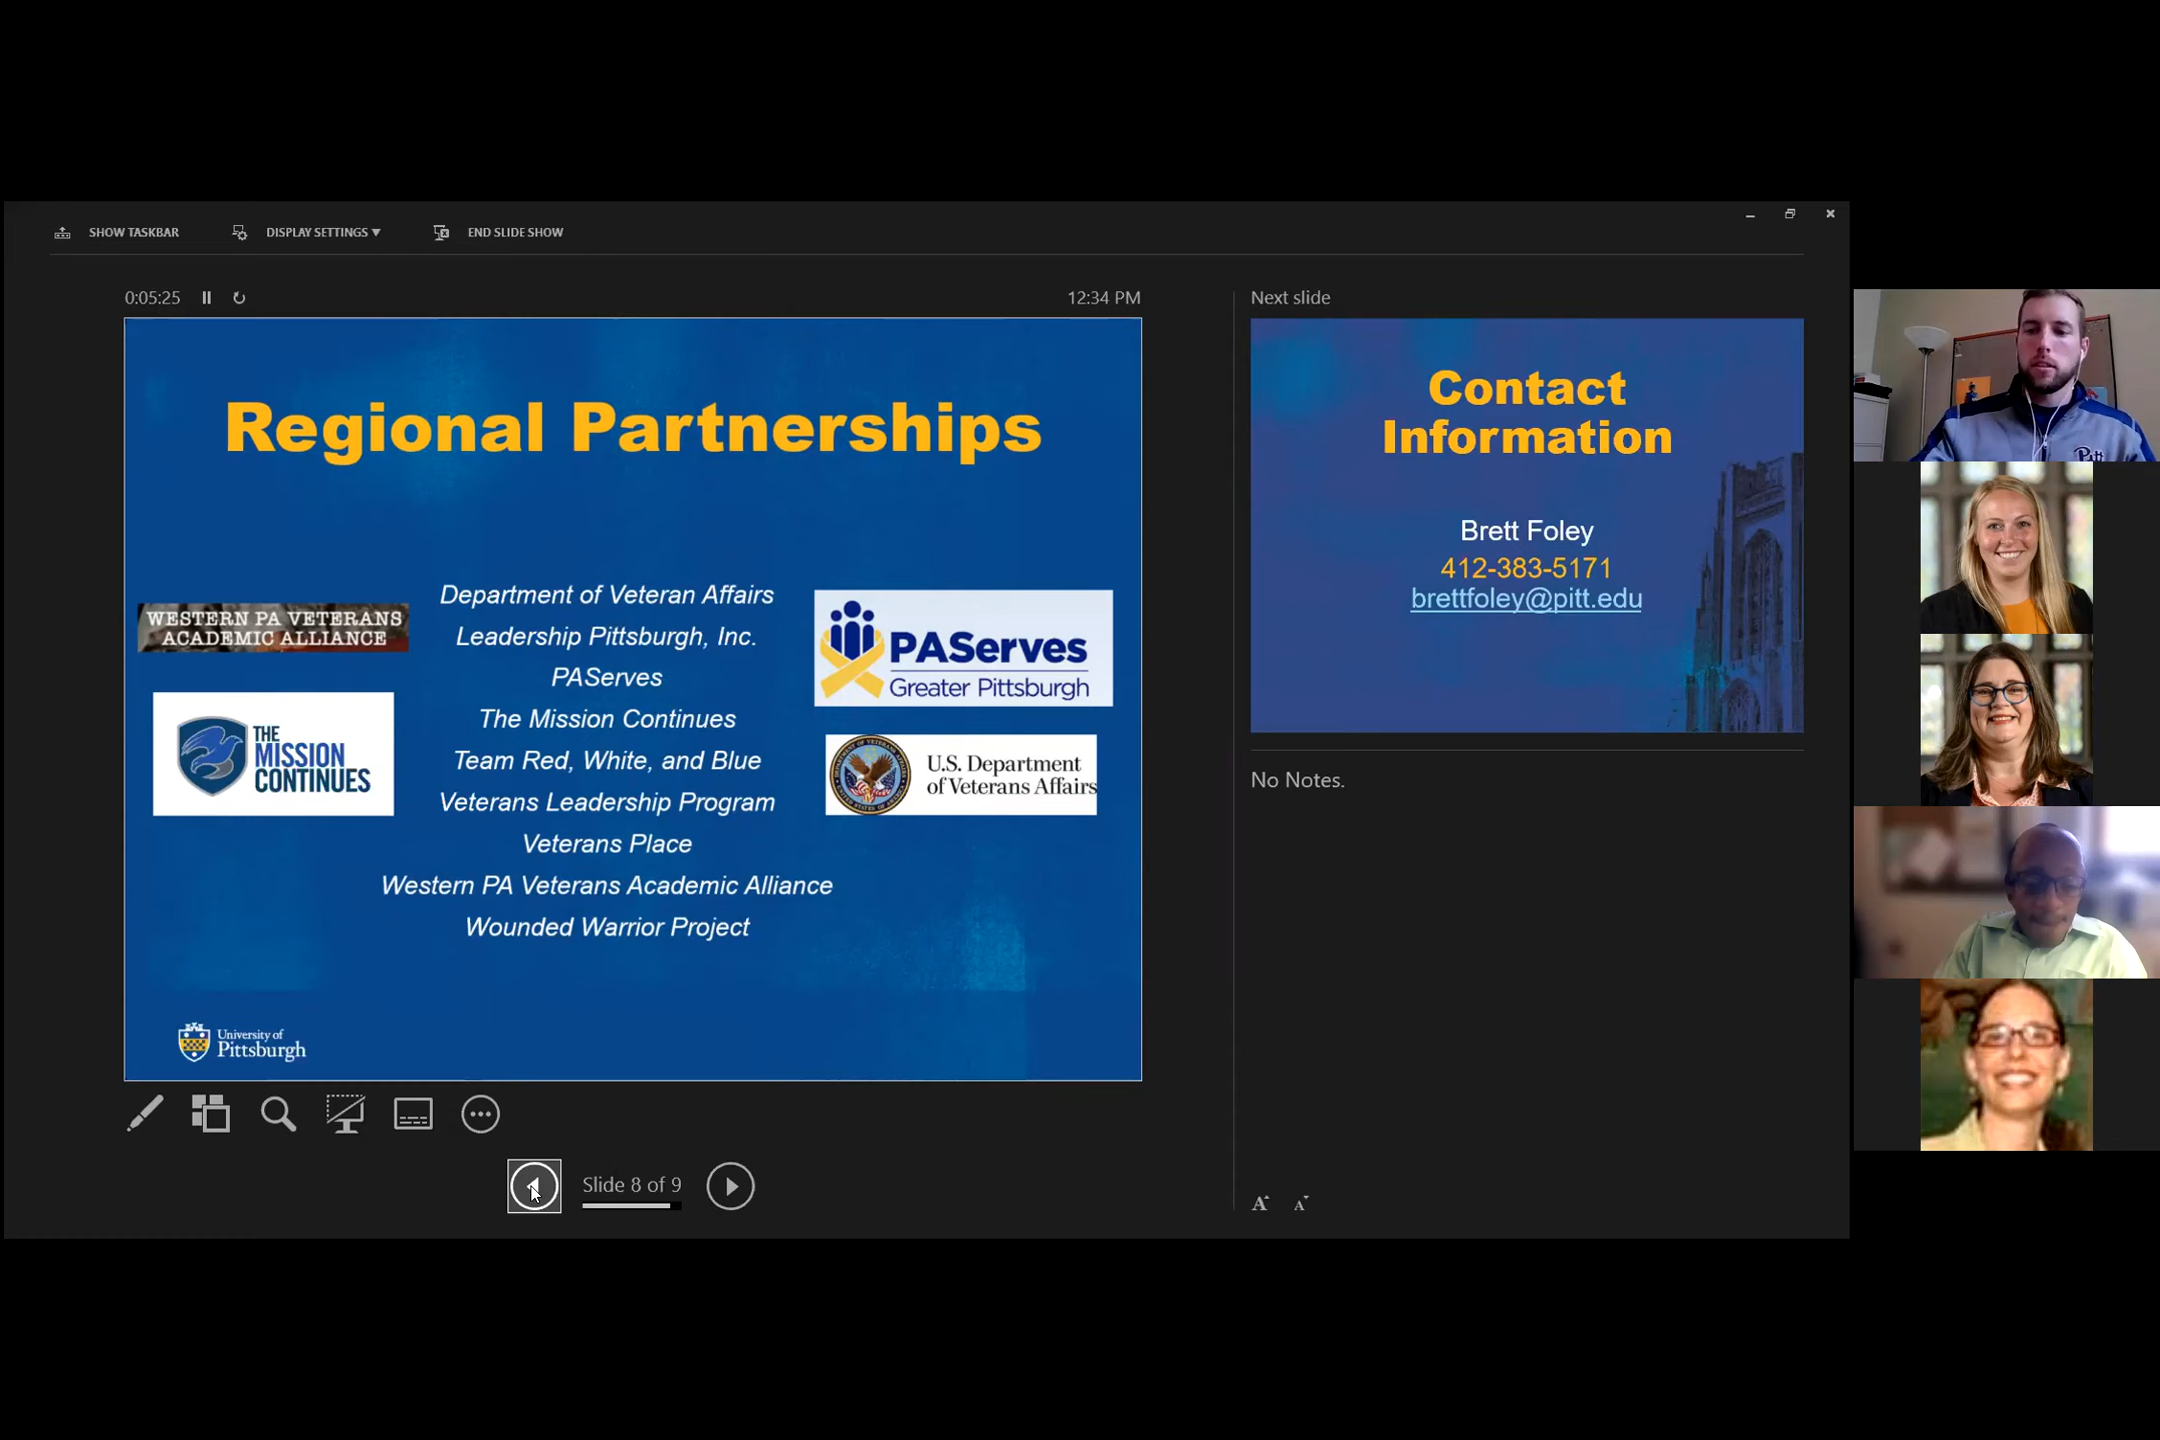 SHOW TASKBAR
DISPLAY SETTINGS ▼
END SLIDE SHOW
0:05:25
12:34 PM
Regional Partnerships
WESTERN PA VETERANS
ACADEMIC ALLIANCE
THE
MISSION
CONTINUES
Department of Veteran Affairs
Leadership Pittsburgh, Inc.
PAServes
The Mission Continues
Team Red, White, and Blue
Veterans Leadership Program
Veterans Place
Western PA Veterans Academic Alliance
Wounded Warrior Project
PAServes
Greater Pittsburgh
U.S. Department
of Veterans Affairs
University of
Pittsburgh
Slide 8 of 9
Next slide
Contact
Information
Brett Foley
412-383-5171
brettfoley@pitt.edu
No Notes.
A
A
Pitt